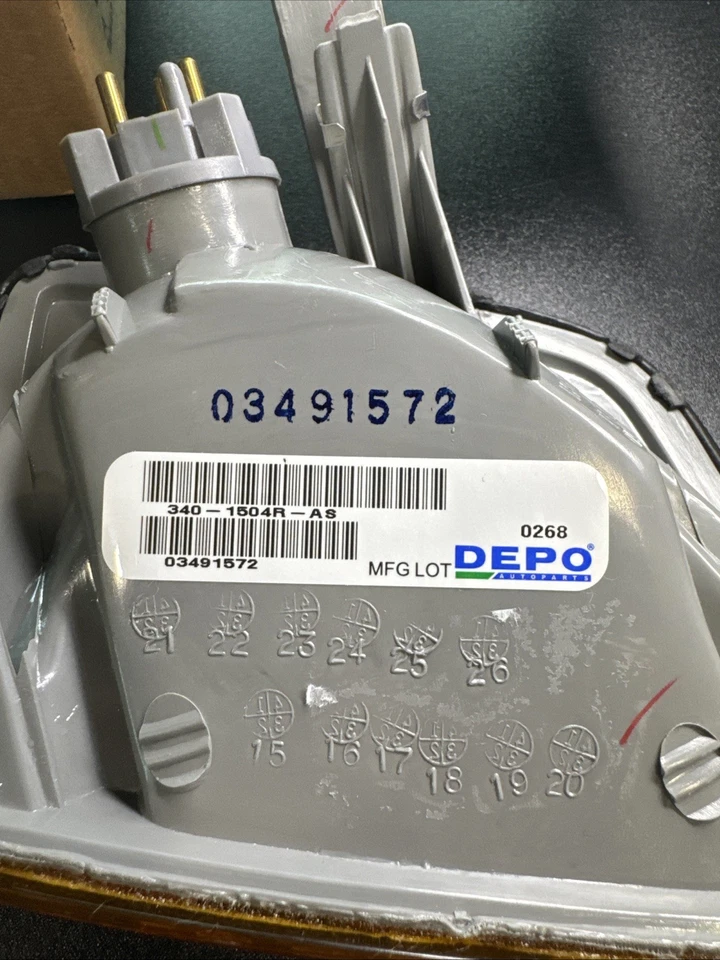 03491572
340-1504R-AS
0268
03491572
MFG LOT DEPO®
AUTOPARTS
21 22 23 24 25 26
15 16 17 18 19 20